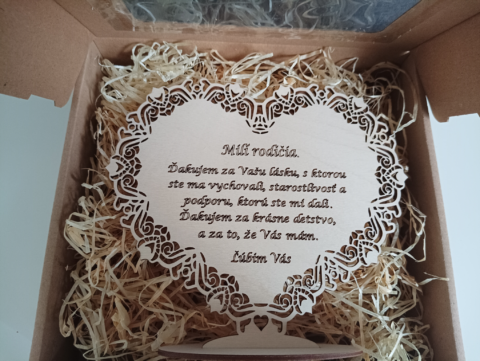 Milí rodičia.
Ďakujem za Vašu lásku, s ktorou
ste ma vychovali, starostlivosť a
podporu, ktorú ste mi dali.
Ďakujem za krásne detstvo,
a za to, že Vás mám.
Ľúbim Vás